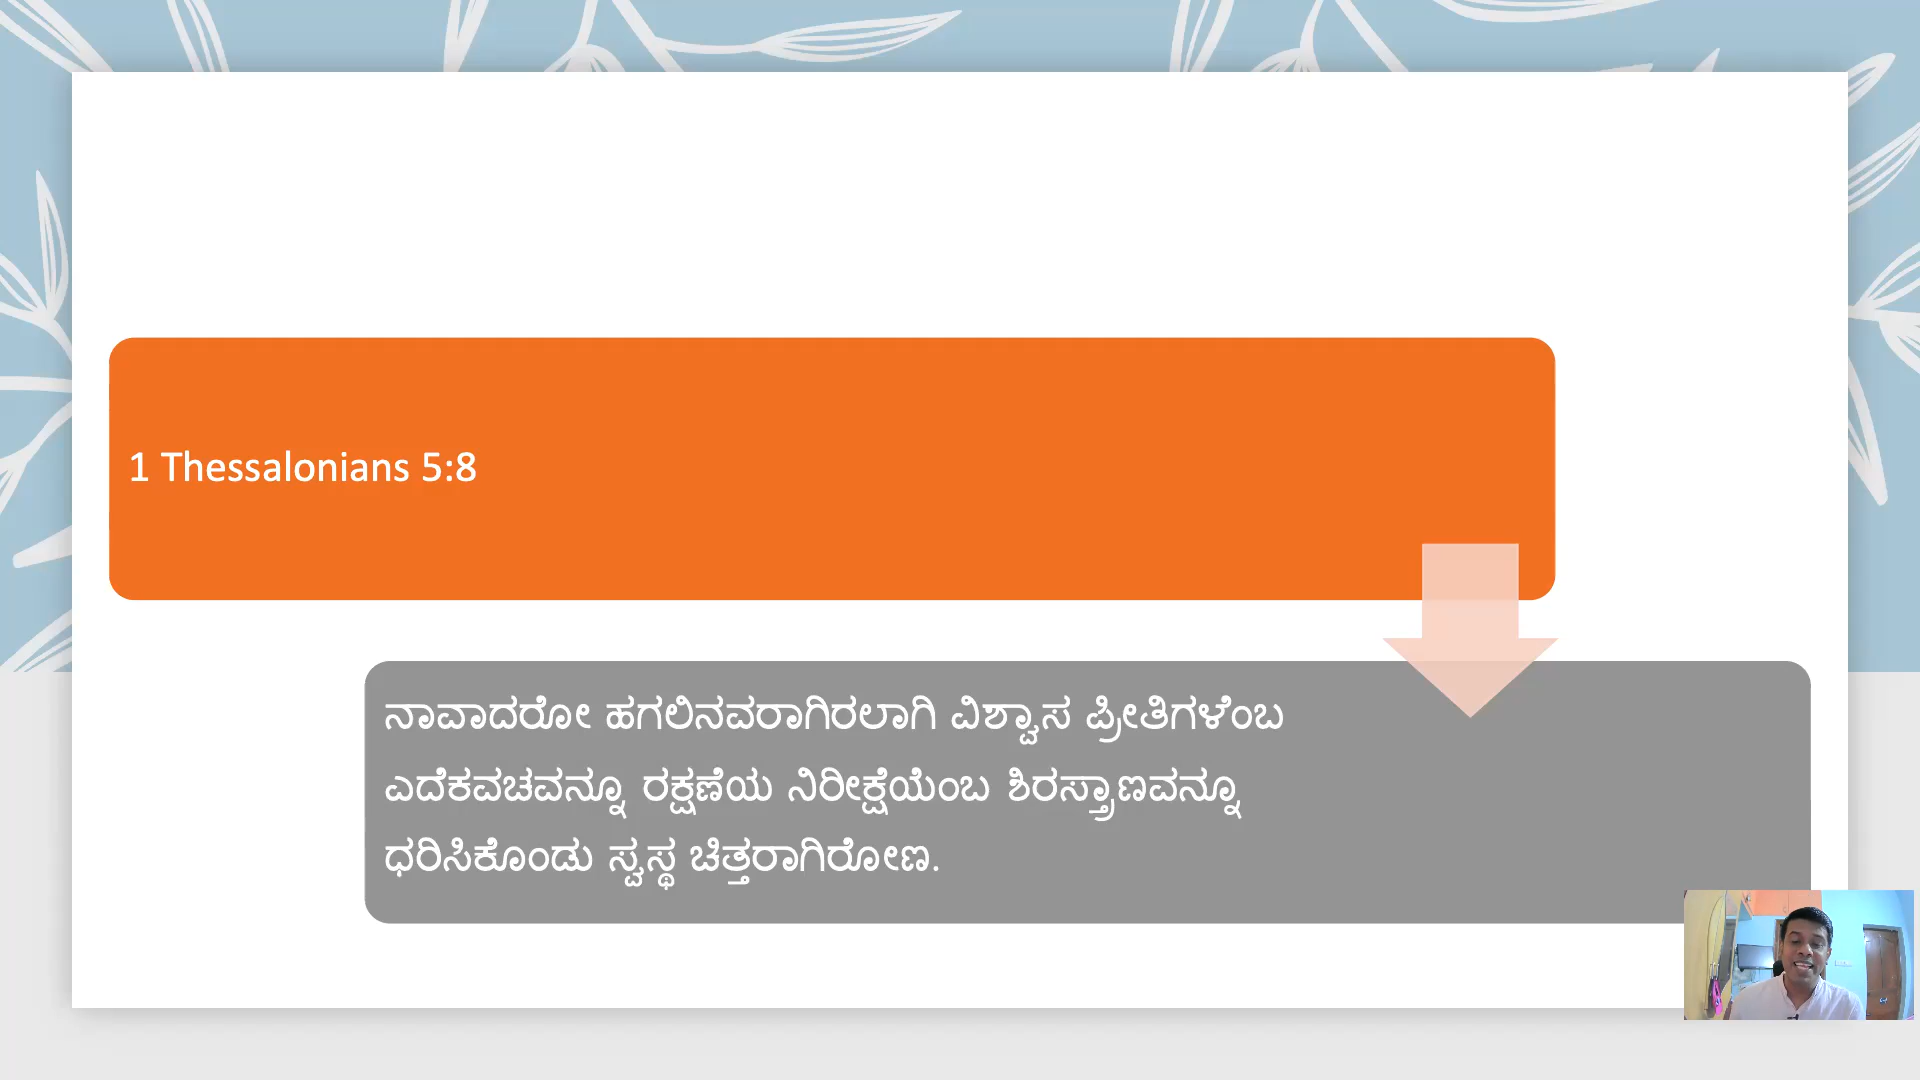 1 Thessalonians 5:8
ನಾವಾದರೋ ಹಗಲಿನವರಾಗಿರಲಾಗಿ ವಿಶ್ವಾಸ ಪ್ರೀತಿಗಳೆಂಬ
ಎದೆಕವಚವನ್ನೂ ರಕ್ಷಣೆಯ ನಿರೀಕ್ಷೆಯೆಂಬ ಶಿರಸ್ತ್ರಾಣವನ್ನೂ
ಧರಿಸಿಕೊಂಡು ಸ್ವಸ್ಥ ಚಿತ್ತರಾಗಿರೋಣ.